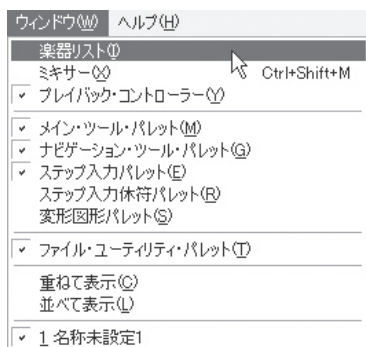 ウィンドウ(W) ヘルプ(H)
楽器リスト(I)
ミキサー(X) Ctrl+Shift+M
プレイバック・コントローラー(Y)
メイン・ツール・パレット(M)
ナビゲーション・ツール・パレット(G)
ステップ入力パレット(E)
ステップ入力休符パレット(R)
変形図形パレット(S)
ファイル・ユーティリティ・パレット(T)
重ねて表示(C)
並べて表示(L)
1 名称未設定1